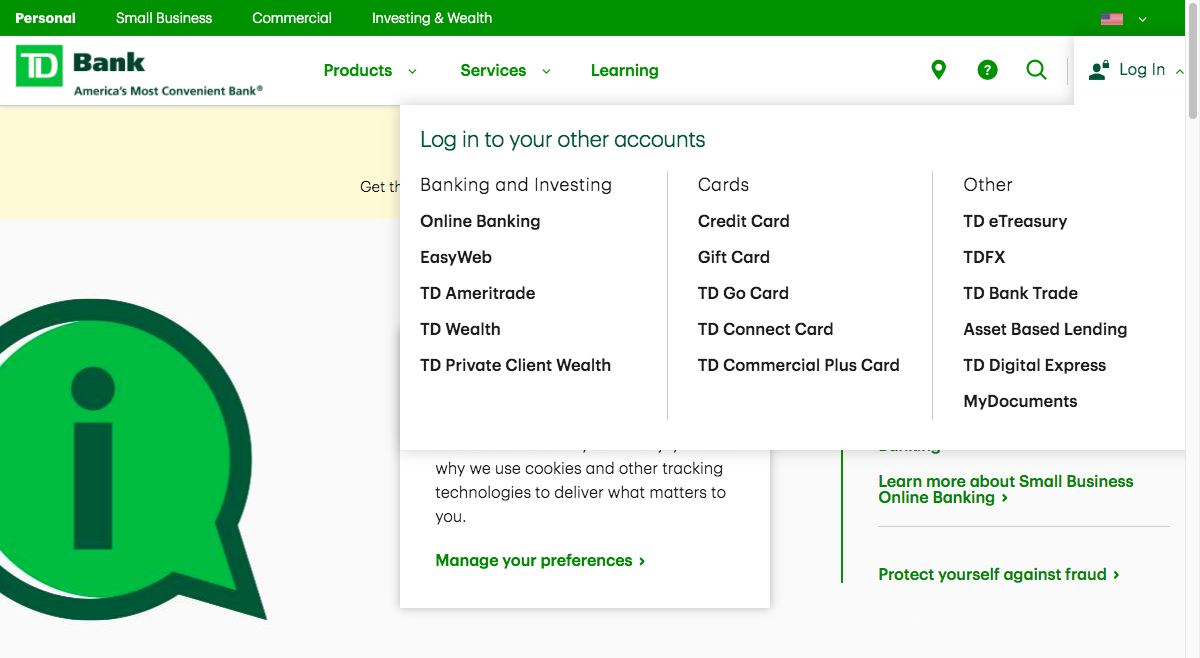 Personal Small Business Commercial Investing & Wealth
TD Bank
America's Most Convenient Bank®
Products Services Learning
? Log In
Log in to your other accounts
Get th
Banking and Investing
Online Banking
EasyWeb
TD Ameritrade
TD Wealth
TD Private Client Wealth
Cards
Credit Card
Gift Card
TD Go Card
TD Connect Card
TD Commercial Plus Card
Other
TD eTreasury
TDFX
TD Bank Trade
Asset Based Lending
TD Digital Express
MyDocuments
why we use cookies and other tracking
technologies to deliver what matters to
you.
Manage your preferences ›
Banking
Learn more about Small Business
Online Banking ›
Protect yourself against fraud ›